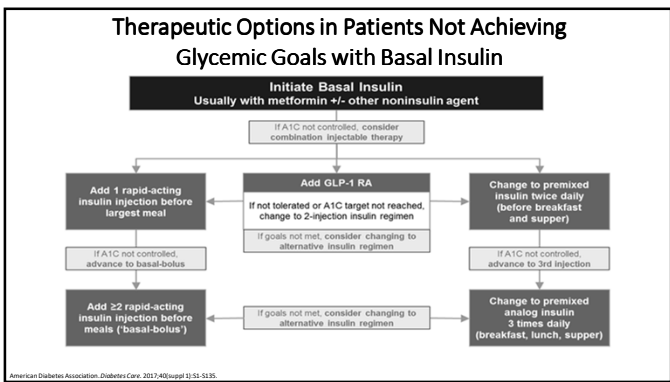 Therapeutic Options in Patients Not Achieving
Glycemic Goals with Basal Insulin
Initiate Basal Insulin
Usually with metformin +/- other noninsulin agent
If A1C not controlled, consider
combination injectable therapy
Add 1 rapid-acting
insulin injection before
largest meal
Add GLP-1 RA
If not tolerated or A1C target not reached,
change to 2-injection insulin regimen
If goals not met, consider changing to
alternative insulin regimen
Change to premixed
insulin twice daily
(before breakfast
and supper)
If A1C not controlled,
advance to basal-bolus
If A1C not controlled,
advance to 3rd injection
Add ≥2 rapid-acting
insulin injection before
meals ('basal-bolus')
If goals not met, consider changing to
alternative insulin regimen
Change to premixed
analog insulin
3 times daily
(breakfast, lunch, supper)
American Diabetes Association. Diabetes Care. 2017;40(suppl 1):S1-S135.